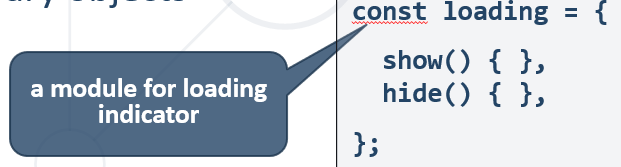 const loading = {
show() { },
hide() { },
};
a module for loading
indicator